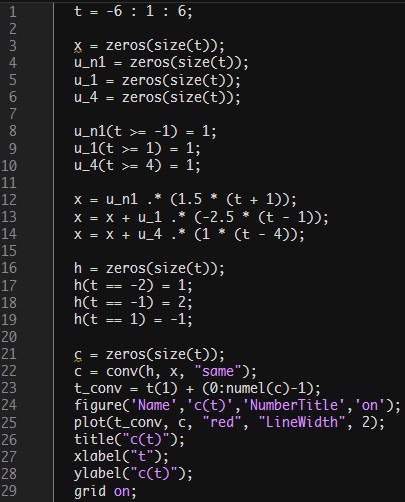 1 t = -6 : 1 : 6;
2
3 x = zeros(size(t));
4 u_n1 = zeros(size(t));
5 u_1 = zeros(size(t));
6 u_4 = zeros(size(t));
7
8 u_n1(t >= -1) = 1;
9 u_1(t >= 1) = 1;
10 u_4(t >= 4) = 1;
11
12 x = u_n1 .* (1.5 * (t + 1));
13 x = x + u_1 .* (-2.5 * (t - 1));
14 x = x + u_4 .* (1 * (t - 4));
15
16 h = zeros(size(t));
17 h(t == -2) = 1;
18 h(t == -1) = 2;
19 h(t == 1) = -1;
20
21 c = zeros(size(t));
22 c = conv(h, x, "same");
23 t_conv = t(1) + (0:numel(c)-1);
24 figure('Name','c(t)','NumberTitle','on');
25 plot(t_conv, c, "red", "LineWidth", 2);
26 title("c(t)");
27 xlabel("t");
28 ylabel("c(t)");
29 grid on;